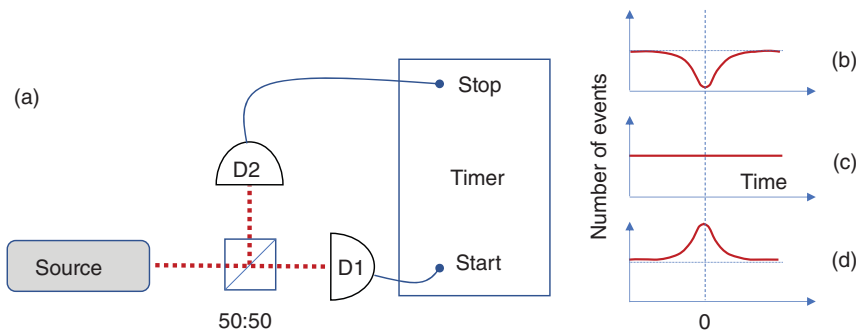 (a)
Source
50:50
D2
D1
Stop
Timer
Start
Number of events
(b)
(c)
Time
(d)
0